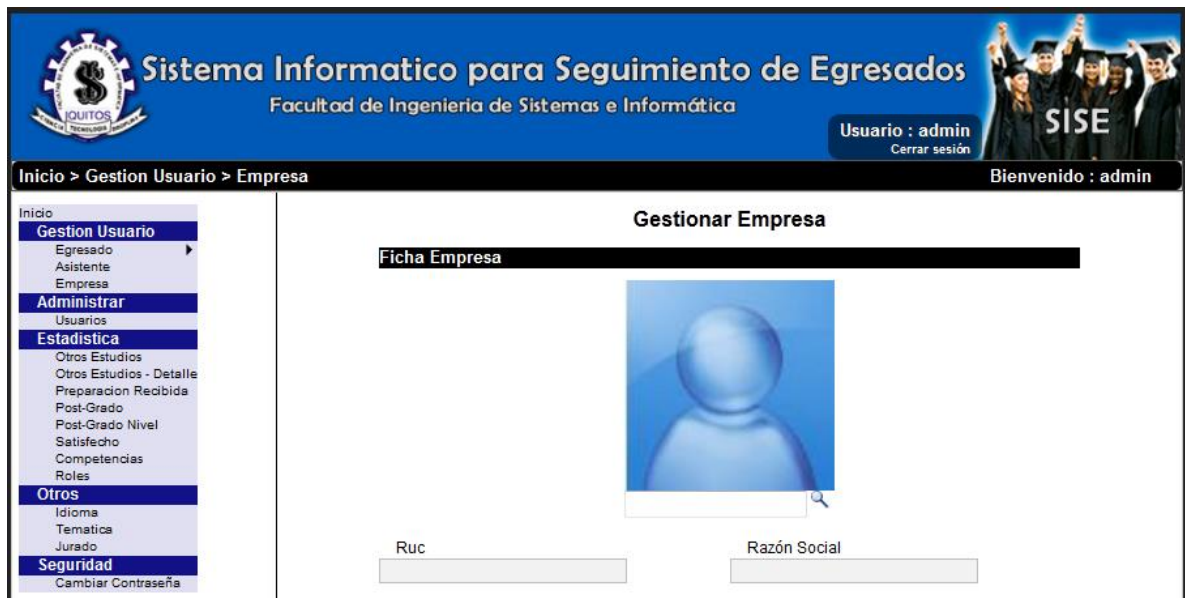 Sistema Informatico para Seguimiento de Egresados
Facultad de Ingenieria de Sistemas e Informática
IQUITOS
SISE
Usuario : admin
Cerrar sesión
Inicio > Gestion Usuario > Empresa
Bienvenido : admin
Inicio
Gestion Usuario
Egresado
Asistente
Empresa
Administrar
Usuarios
Estadistica
Otros Estudios
Otros Estudios - Detalle
Preparacion Recibida
Post-Grado
Post-Grado Nivel
Satisfecho
Competencias
Roles
Otros
Idioma
Tematica
Jurado
Seguridad
Cambiar Contraseña
Gestionar Empresa
Ficha Empresa
Ruc
Razón Social